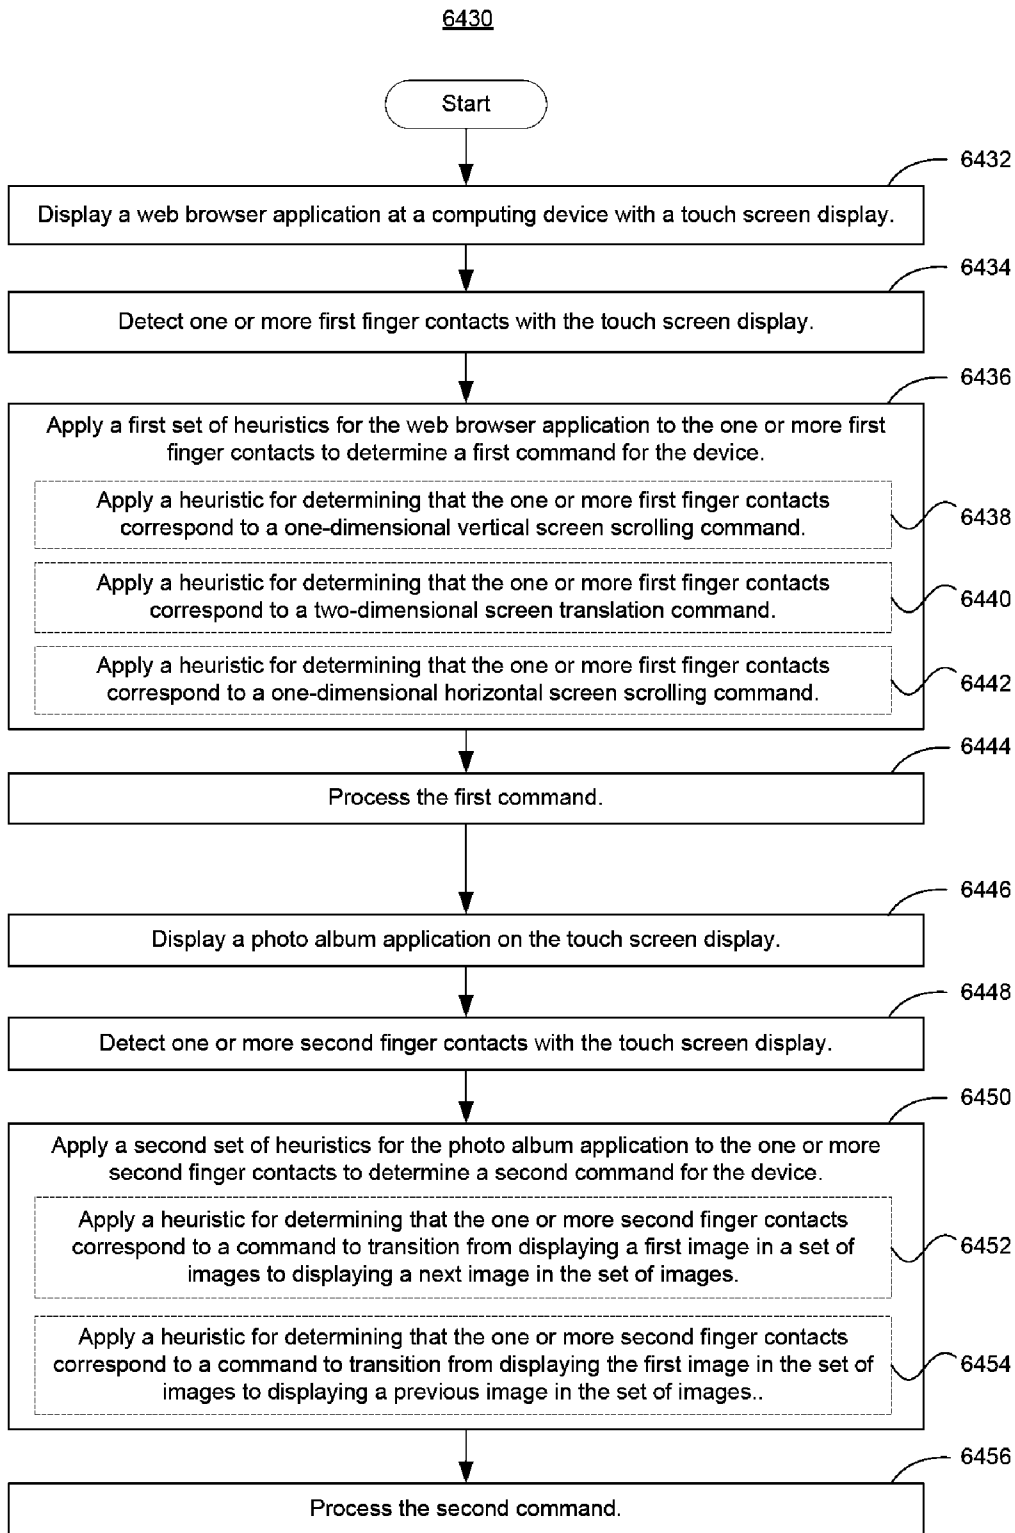 6430
Start
6432
Display a web browser application at a computing device with a touch screen display.
6434
Detect one or more first finger contacts with the touch screen display.
6436
Apply a first set of heuristics for the web browser application to the one or more first
finger contacts to determine a first command for the device.
Apply a heuristic for determining that the one or more first finger contacts
correspond to a one-dimensional vertical screen scrolling command.
6438
Apply a heuristic for determining that the one or more first finger contacts
correspond to a two-dimensional screen translation command.
6440
Apply a heuristic for determining that the one or more first finger contacts
correspond to a one-dimensional horizontal screen scrolling command.
6442
6444
Process the first command.
6446
Display a photo album application on the touch screen display.
6448
Detect one or more second finger contacts with the touch screen display.
6450
Apply a second set of heuristics for the photo album application to the one or more
second finger contacts to determine a second command for the device.
Apply a heuristic for determining that the one or more second finger contacts
correspond to a command to transition from displaying a first image in a set of
images to displaying a next image in the set of images.
6452
Apply a heuristic for determining that the one or more second finger contacts
correspond to a command to transition from displaying the first image in the set of
images to displaying a previous image in the set of images..
6454
6456
Process the second command.